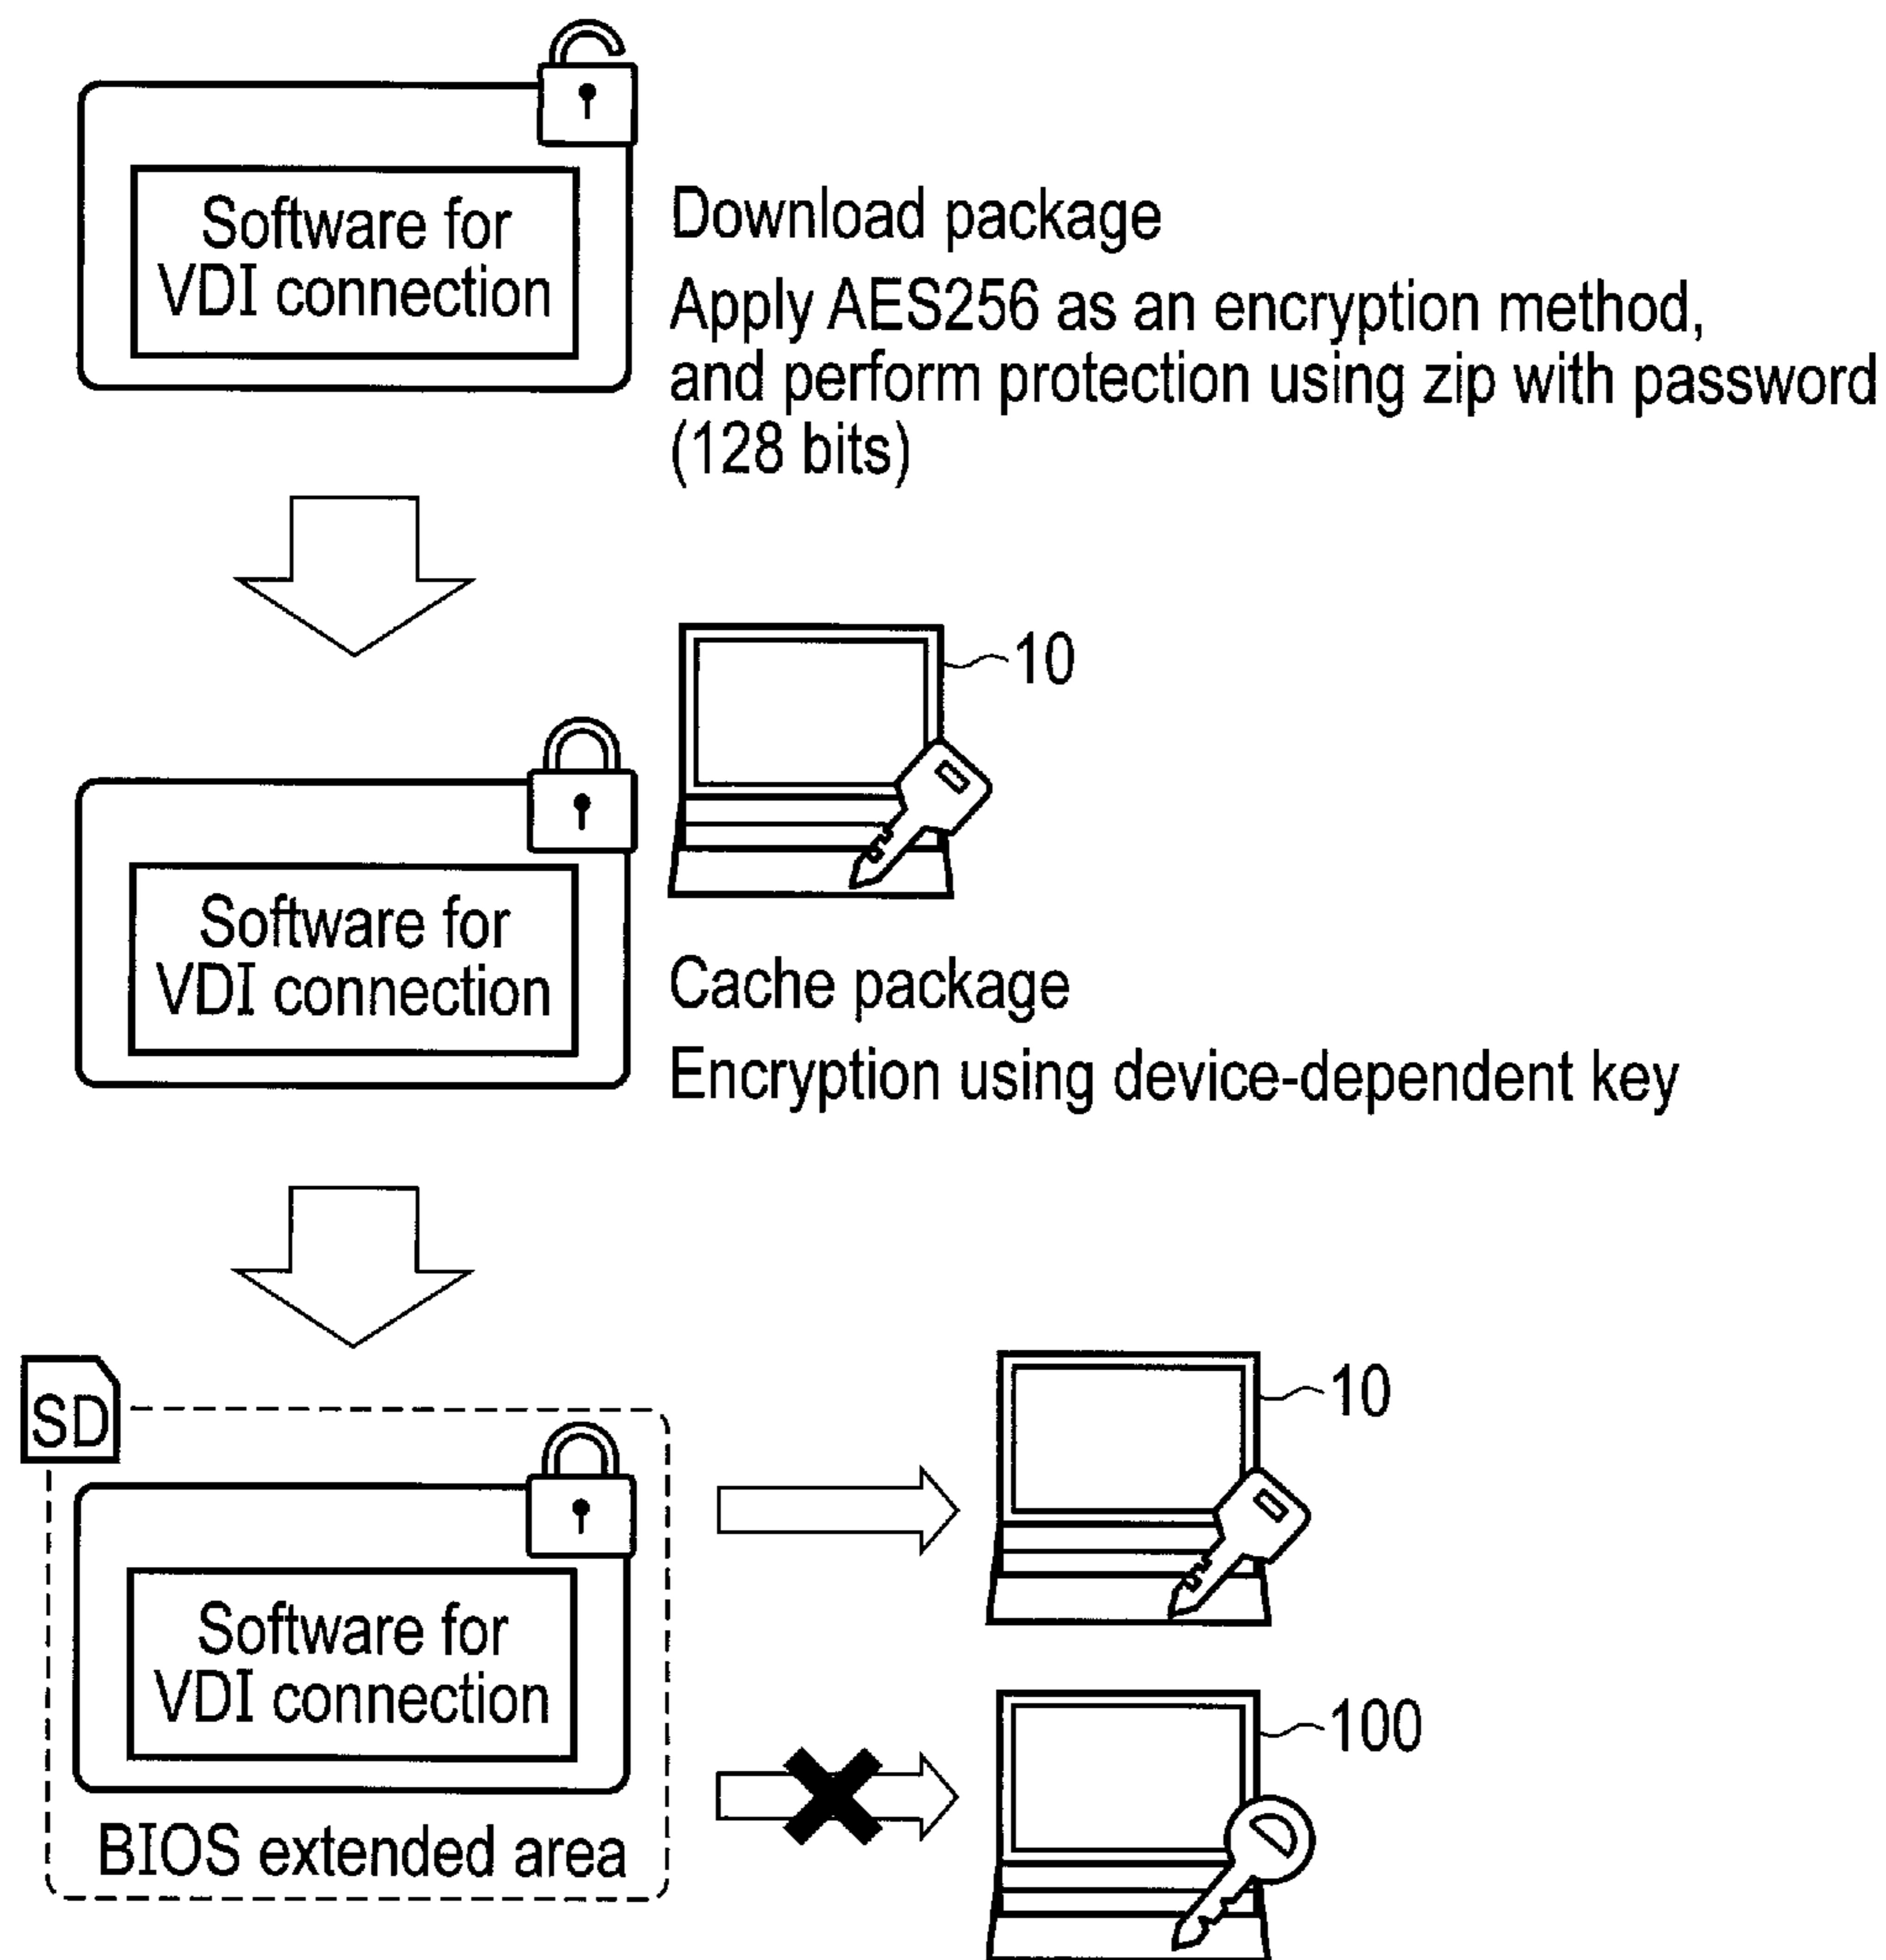 Software for
VDI connection
Download package
Apply AES256 as an encryption method,
and perform protection using zip with password
(128 bits)
10
Software for
VDI connection
Cache package
Encryption using device-dependent key
SD
10
Software for
VDI connection
100
BIOS extended area